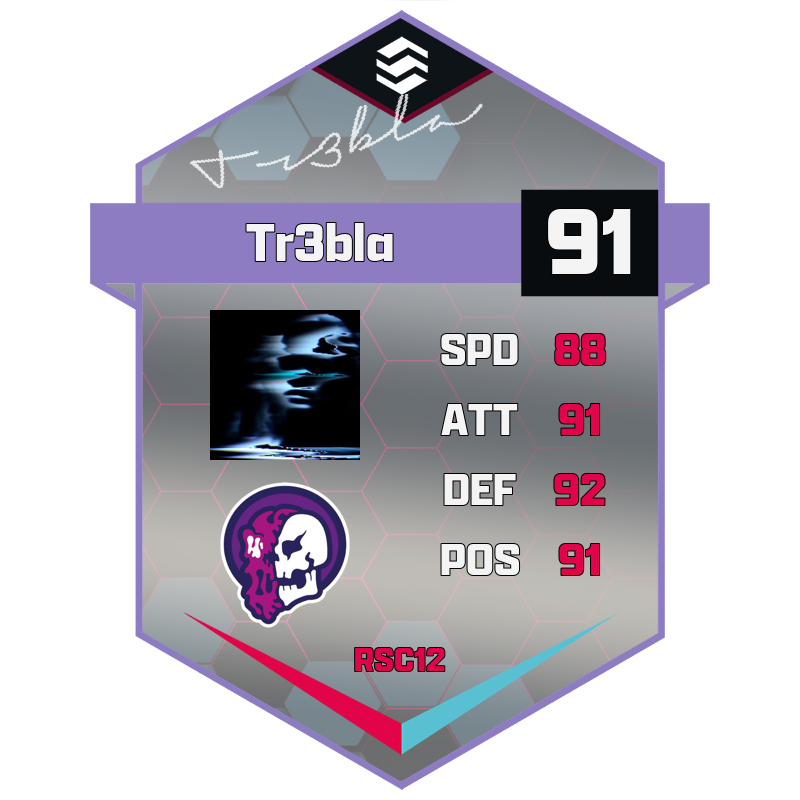 Tr3bla
Tr3bla 91
SPD 88
ATT 91
DEF 92
POS 91
RSC12